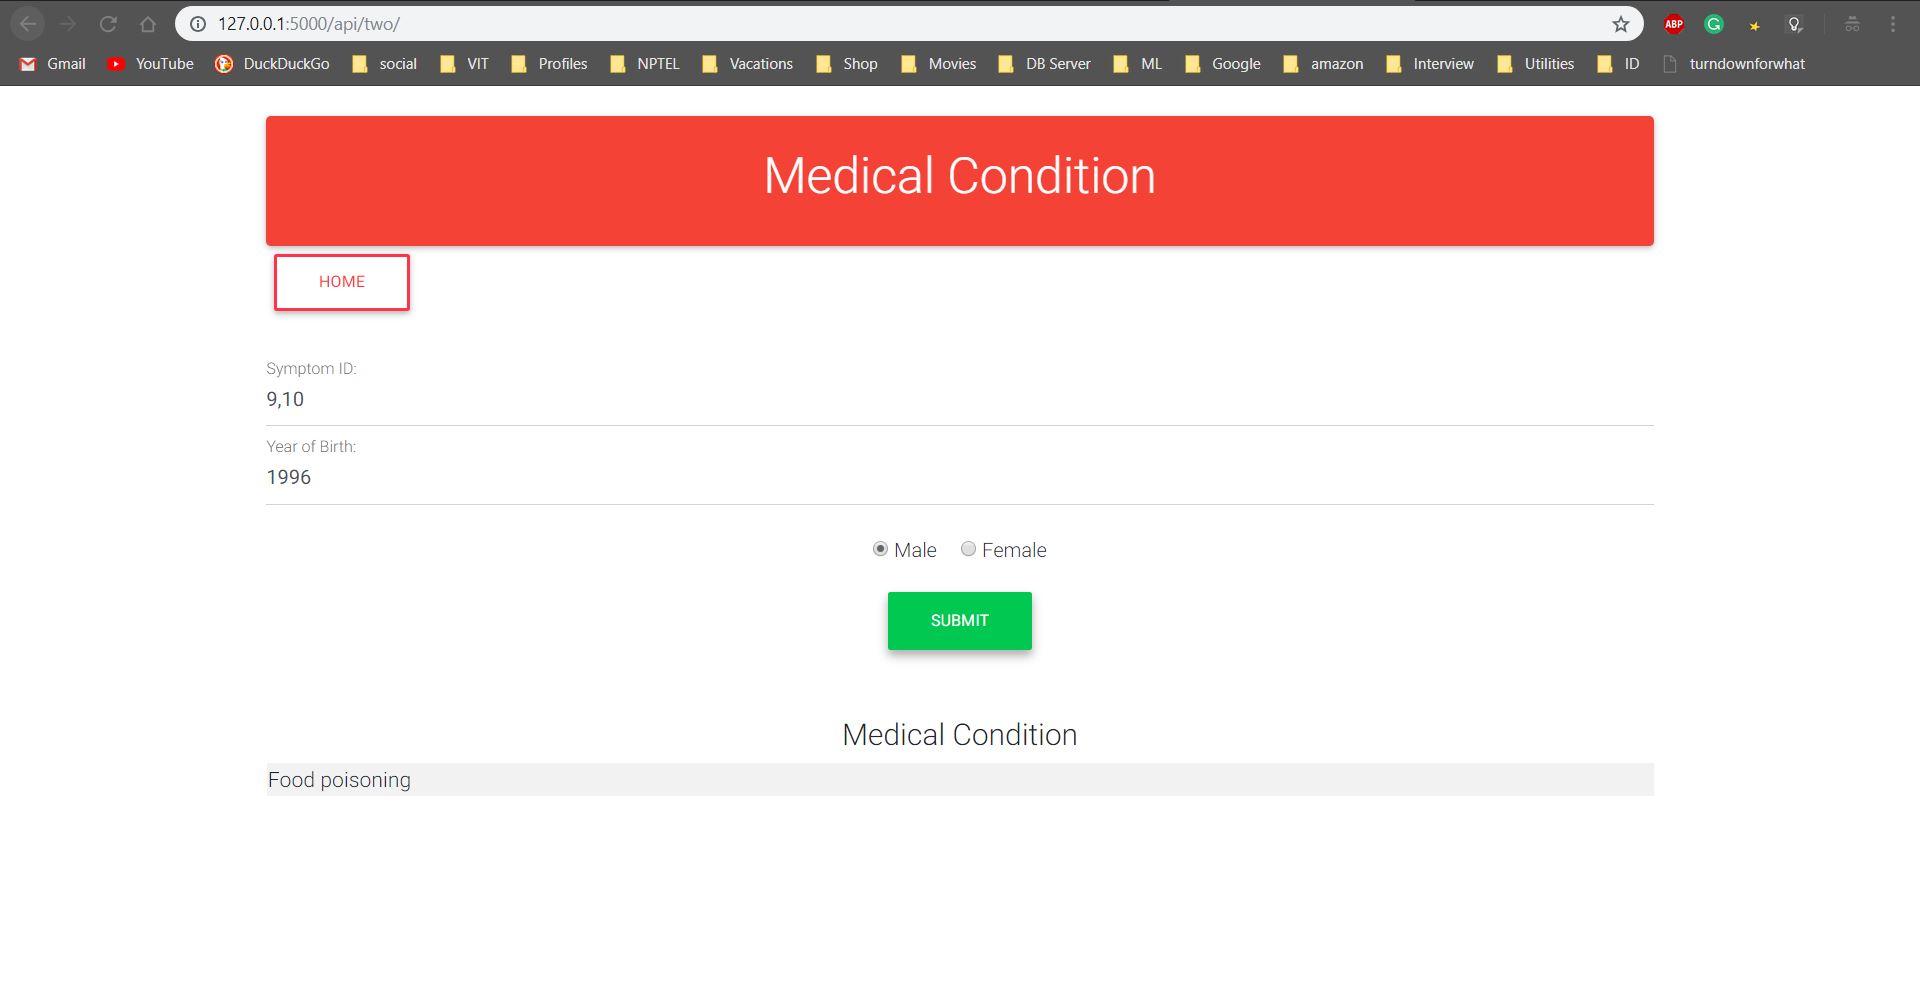 127.0.0.1:5000/api/two/
ABP
Gmail YouTube DuckDuckGo social VIT Profiles NPTEL Vacations Shop Movies DB Server ML Google amazon Interview Utilities ID turndownforwhat
Medical Condition
HOME
Symptom ID:
9,10
Year of Birth:
1996
Male Female
SUBMIT
Medical Condition
Food poisoning